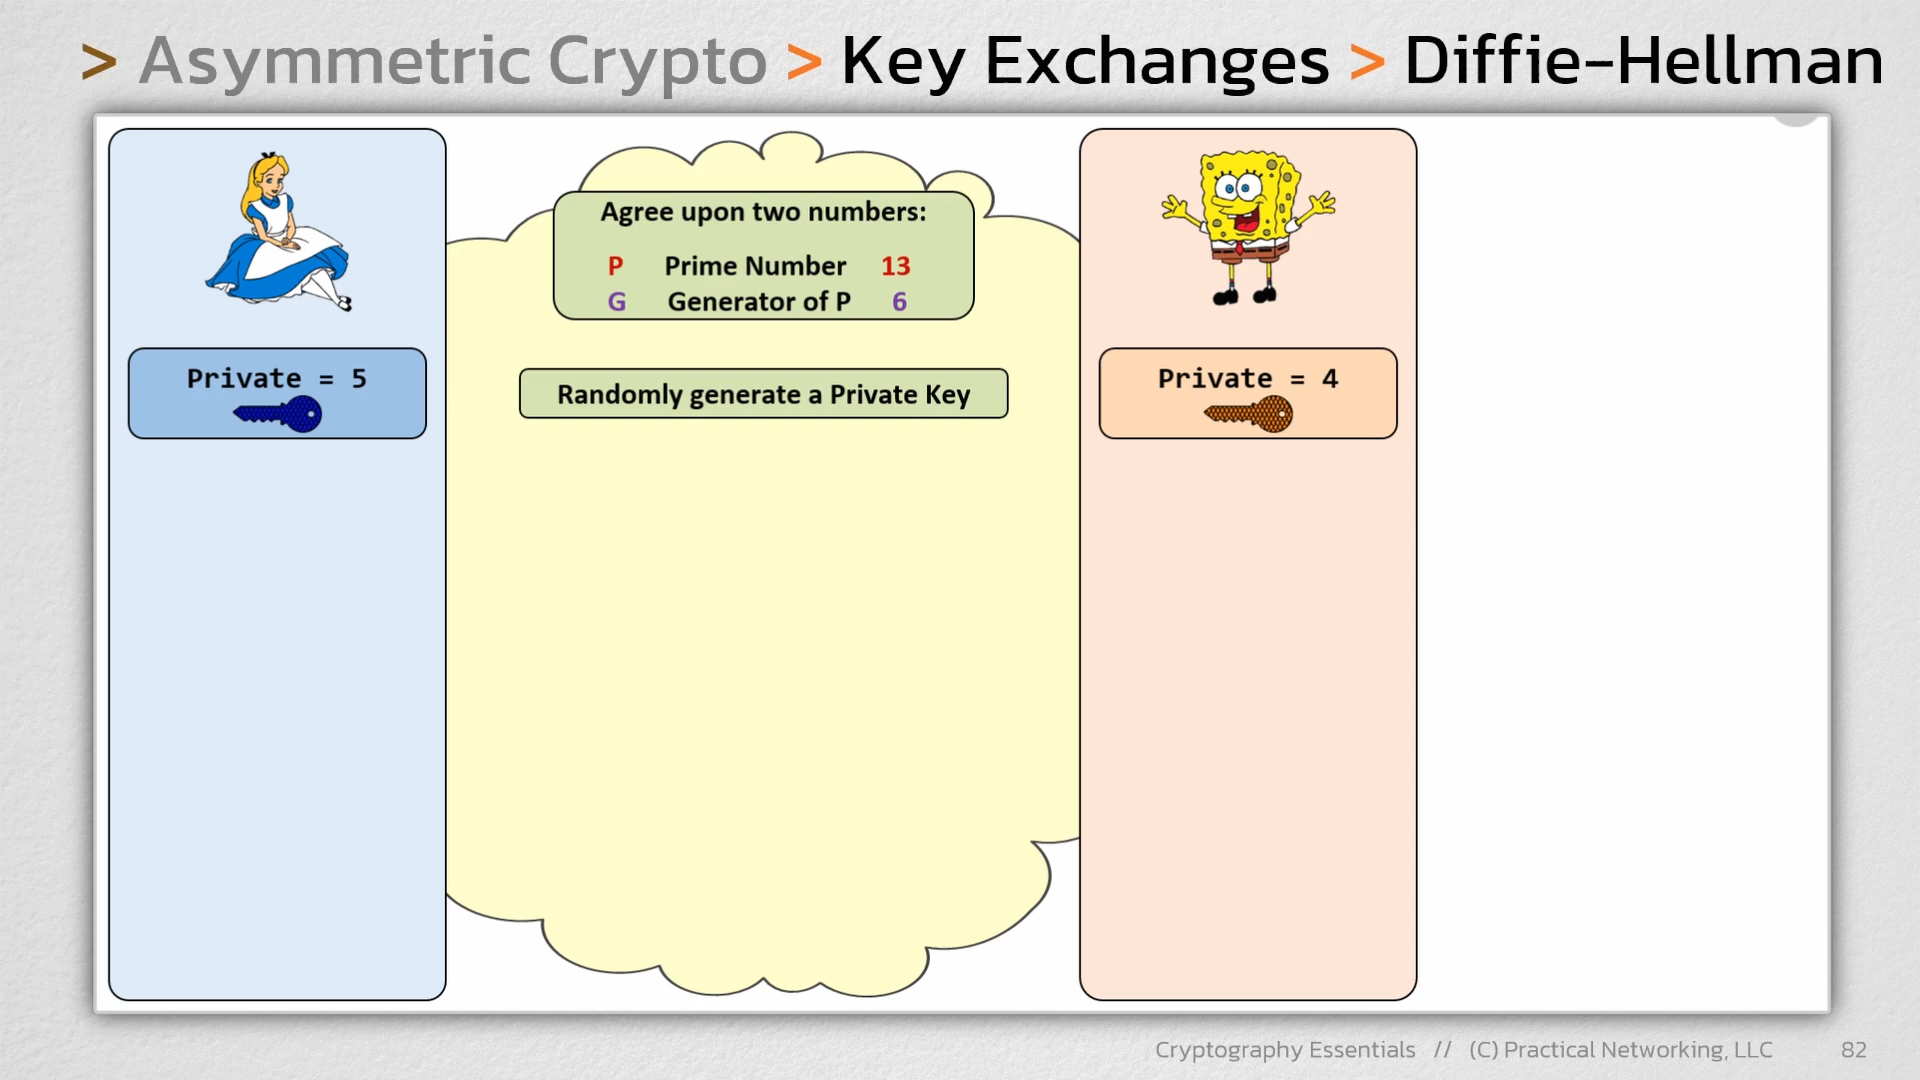 > Asymmetric Crypto > Key Exchanges > Diffie-Hellman
Agree upon two numbers:
P Prime Number 13
G Generator of P 6
Private = 5
Randomly generate a Private Key
Private = 4
Cryptography Essentials // (C) Practical Networking, LLC 82